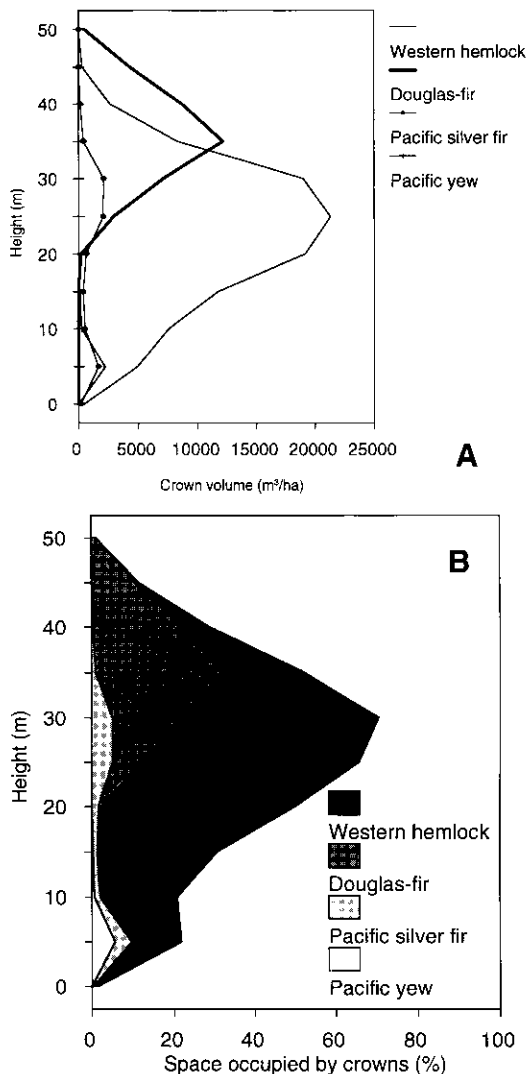 50
40
30
20
10
0
Height (m)
0 5000 10000 15000 20000 25000
Crown volume (m³/ha)
Western hemlock
Douglas-fir
Pacific silver fir
Pacific yew
A
B
50
40
30
20
10
0
Height (m)
Western hemlock
Douglas-fir
Pacific silver fir
Pacific yew
0 20 40 60 80 100
Space occupied by crowns (%)